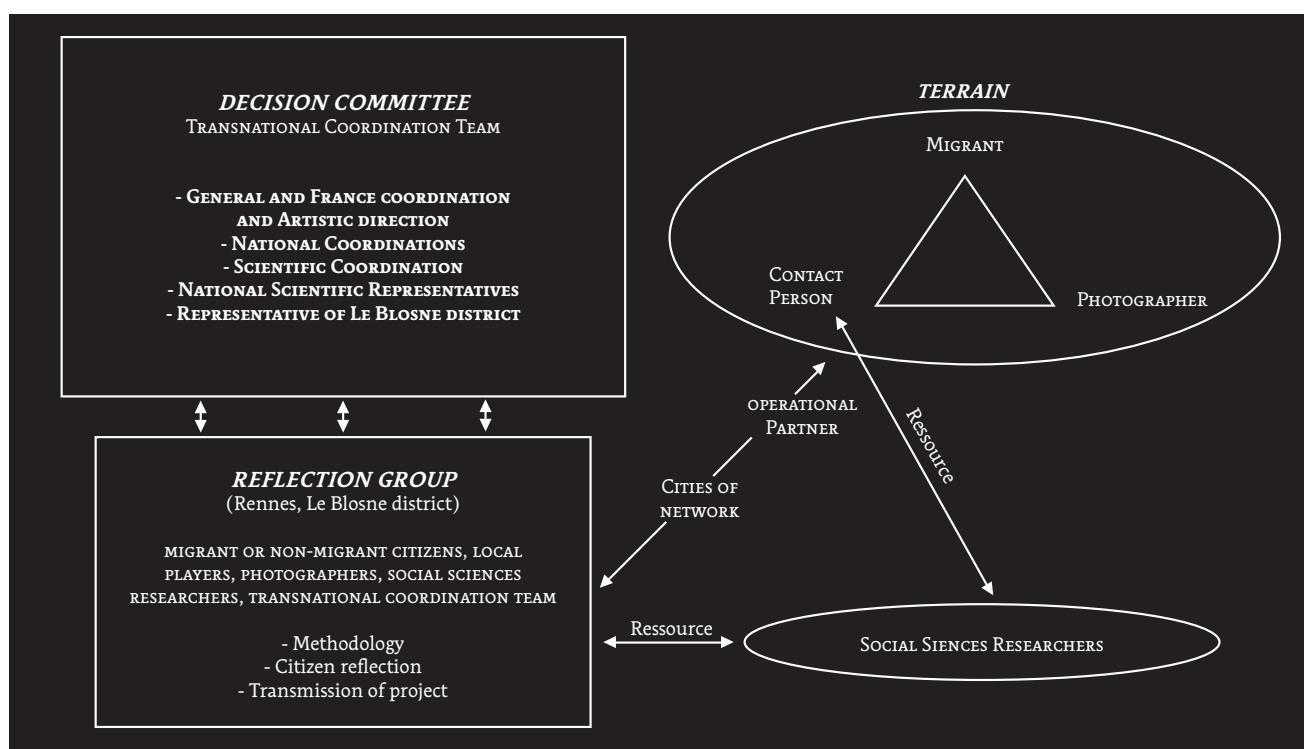 DECISION COMMITTEE
Transnational Coordination Team
- General and France coordination
and Artistic direction
- National Coordinations
- Scientific Coordination
- National Scientific Representatives
- Representative of Le Blosne district
REFLECTION GROUP
(Rennes, Le Blosne district)
migrant or non-migrant citizens, local
players, photographers, social sciences
researchers, transnational coordination team
- Methodology
- Citizen reflection
- Transmission of project
TERRAIN
Migrant
Contact
Person
Photographer
operational
Partner
Cities of
network
Ressource
Ressource
Social Siences Researchers